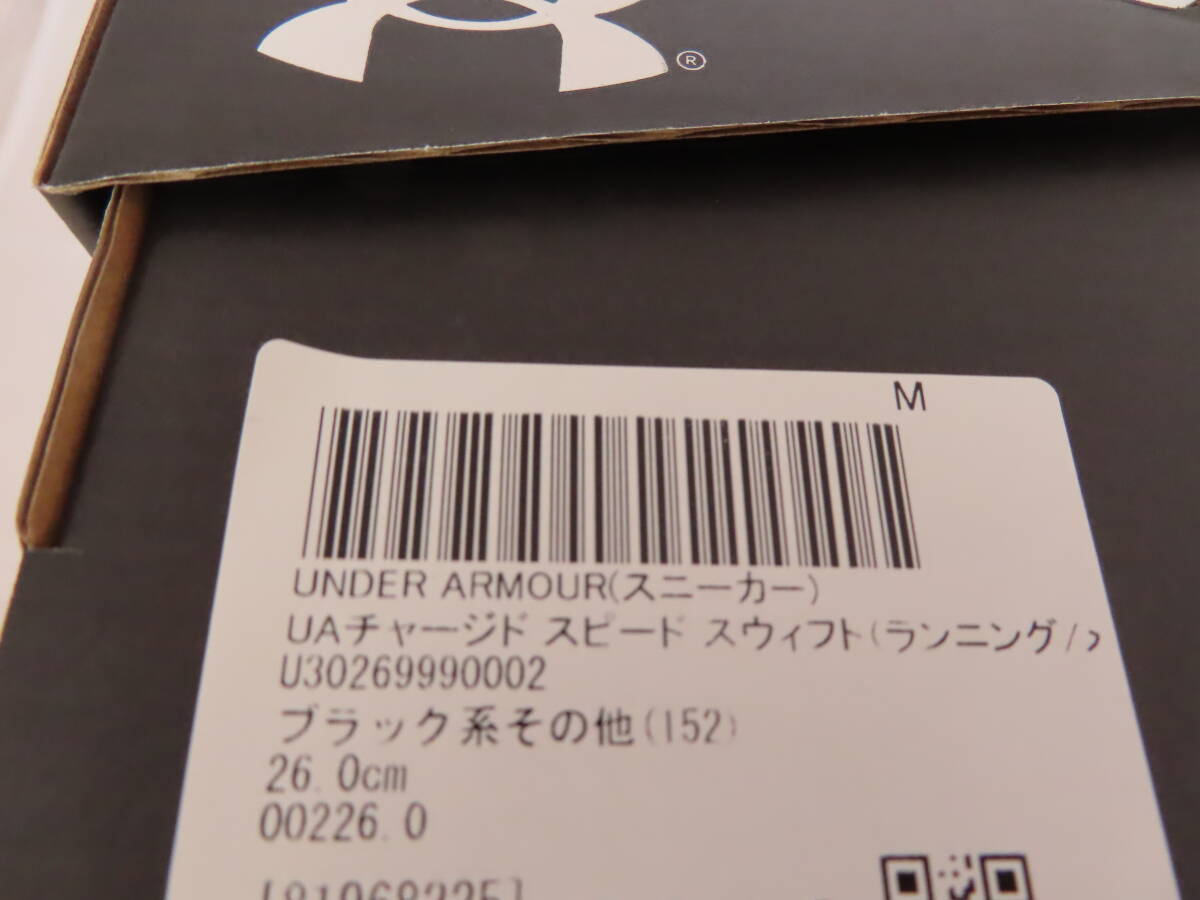 ®
M
UNDER ARMOUR(スニーカー)
UAチャージド スピード スウィフト(ランニング/
U30269990002
ブラック系その他(152)
26.0cm
00226.0